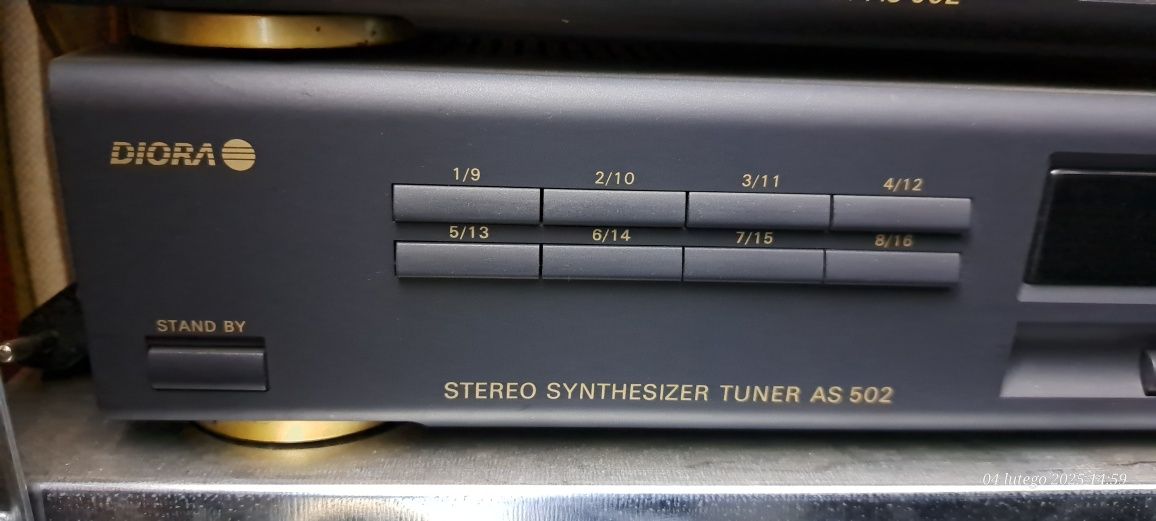 DIORA
1/9 2/10 3/11 4/12
5/13 6/14 7/15 8/16
STAND BY
STEREO SYNTHESIZER TUNER AS 502
04 lutego 2025 14:59